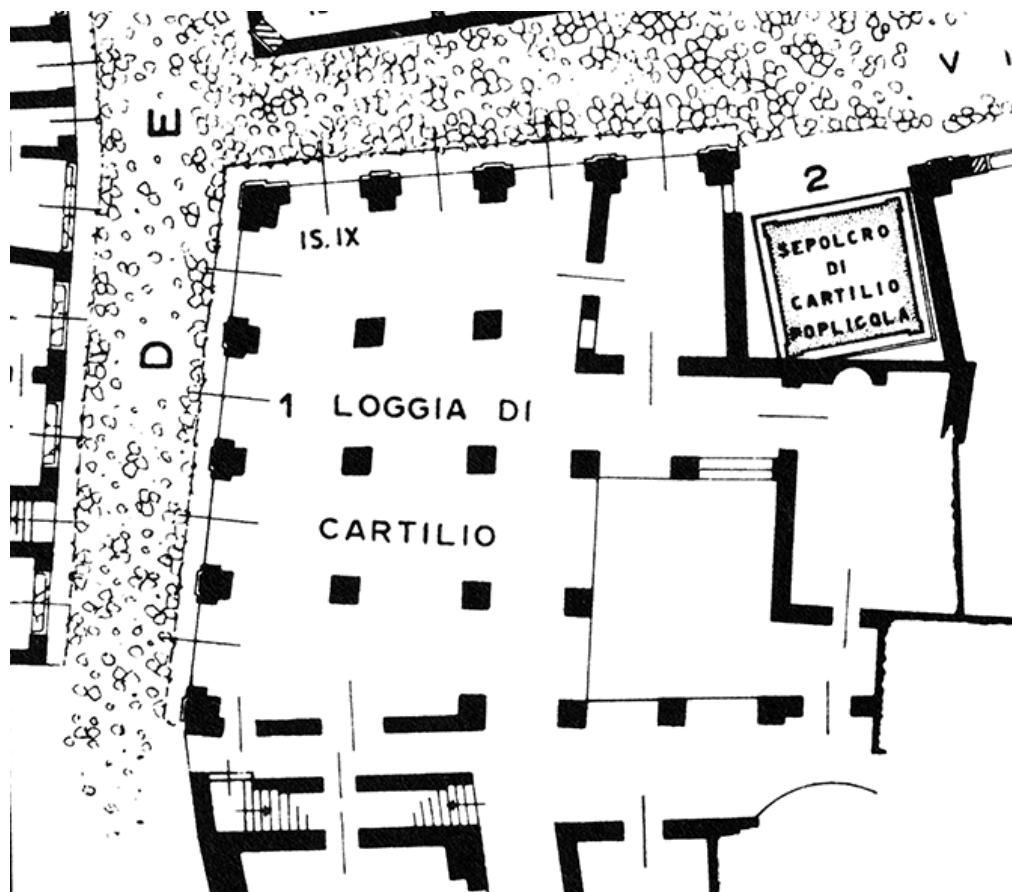 V I
D E
2
IS. IX
SEPOLCRO
DI
CARTILIO
POPLICOLA
1 LOGGIA DI
CARTILIO